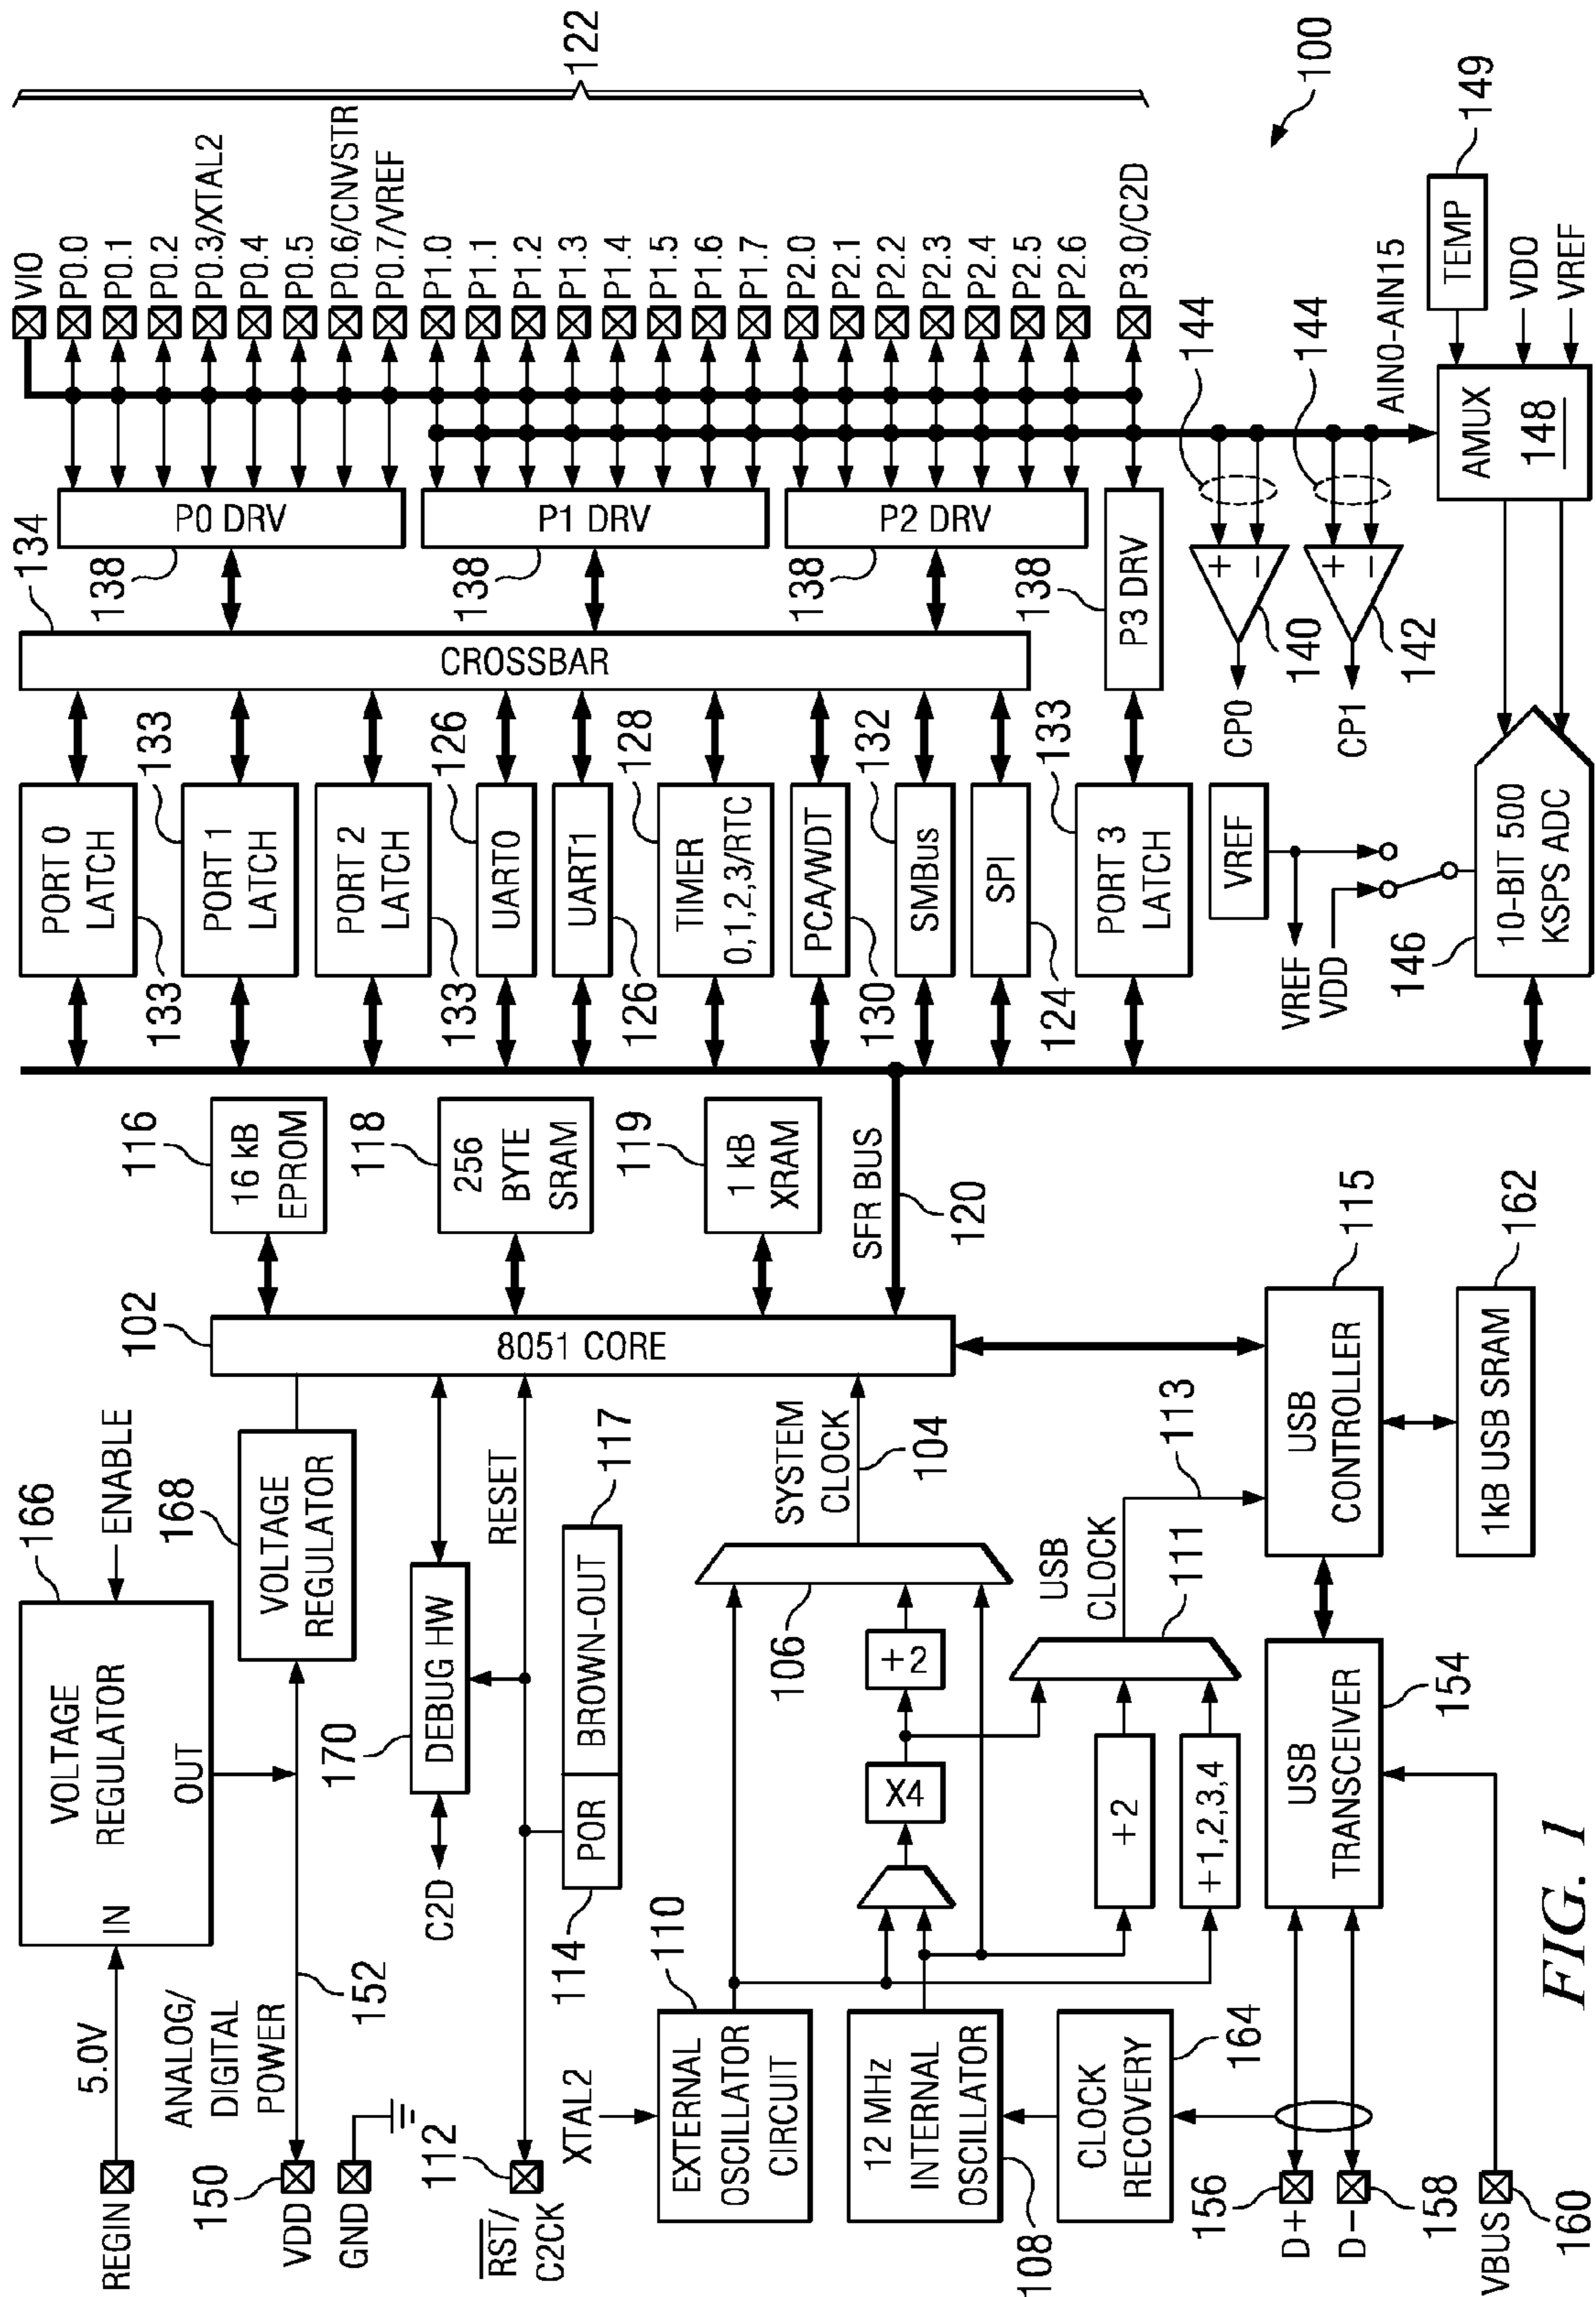 REGIN
5.0V
IN
VOLTAGE
REGULATOR
OUT
166
ENABLE
150
VDD
ANALOG/
DIGITAL
POWER
152
GND
VOLTAGE
REGULATOR
168
102
8051 CORE
116
16 kB
EPROM
118
256
BYTE
SRAM
119
1 kB
XRAM
SFR BUS
120
112
RST/
C2CK
C2D
170
DEBUG HW
RESET
114
POR
BROWN-OUT
117
XTAL2
EXTERNAL
OSCILLATOR
CIRCUIT
110
12 MHz
INTERNAL
OSCILLATOR
108
CLOCK
RECOVERY
164
X4
+2
106
SYSTEM
CLOCK
104
+2
+1,2,3,4
USB
CLOCK
111
113
156
D+
D-
158
VBUS
160
USB
TRANSCEIVER
154
USB
CONTROLLER
115
1kB USB SRAM
162
PORT 0
LATCH
133
PORT 1
LATCH
133
PORT 2
LATCH
133
UART0
126
UART1
126
TIMER
0,1,2,3/RTC
128
PCA/WDT
130
SMBus
132
SPI
124
PORT 3
LATCH
133
CROSSBAR
134
P0 DRV
138
P1 DRV
138
P2 DRV
138
P3 DRV
138
VIO
P0.0
P0.1
P0.2
P0.3/XTAL2
P0.4
P0.5
P0.6/CNVSTR
P0.7/VREF
P1.0
P1.1
P1.2
P1.3
P1.4
P1.5
P1.6
P1.7
P2.0
P2.1
P2.2
P2.3
P2.4
P2.5
P2.6
P3.0/C2D
122
VREF
VREF
VDD
146
10-BIT 500
KSPS ADC
CP0
+
-
140
144
CP1
+
-
142
144
AIN0-AIN15
AMUX
148
TEMP
149
VDO
VREF
100
FIG. 1